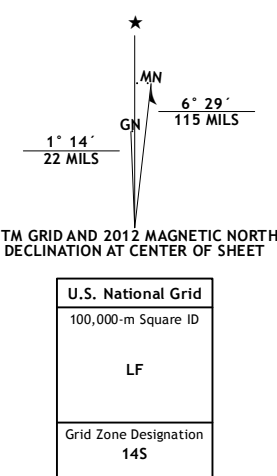 MN
GN
6° 29´
115 MILS
1° 14´
22 MILS
TM GRID AND 2012 MAGNETIC NORTH
DECLINATION AT CENTER OF SHEET
U.S. National Grid
100,000-m Square ID
LF
Grid Zone Designation
14S